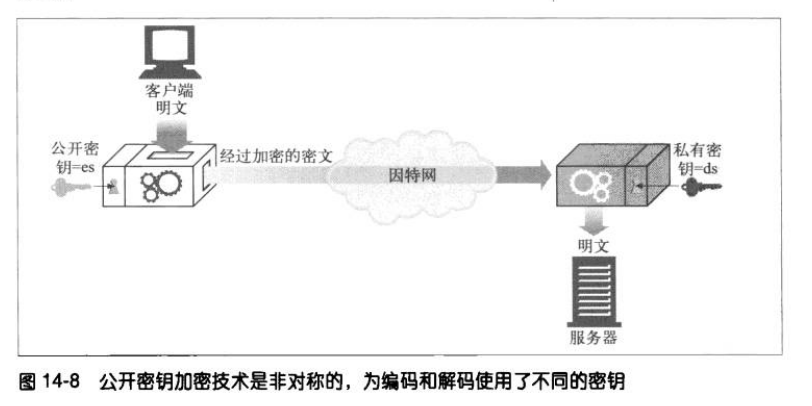 客户端
明文
公开密
钥=es
经过加密的密文
因特网
私有密
钥=ds
明文
服务器
图 14-8 公开密钥加密技术是非对称的，为编码和解码使用了不同的密钥